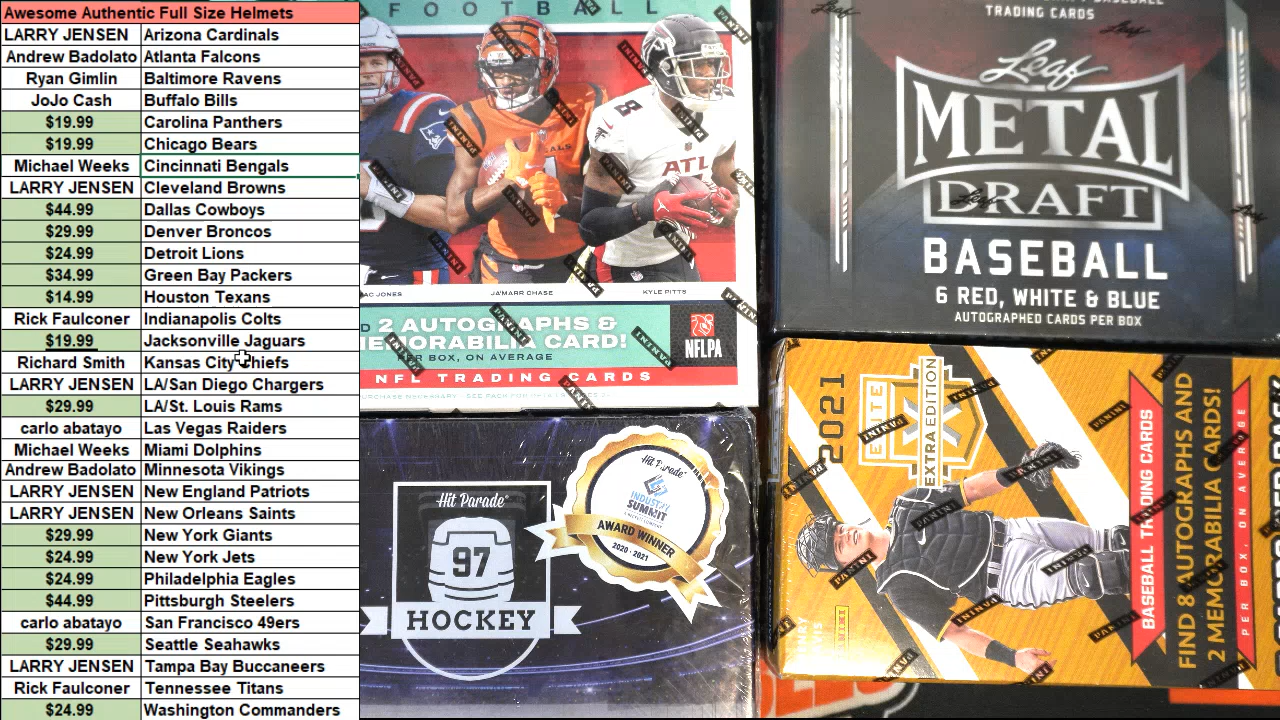 Awesome Authentic Full Size Helmets
LARRY JENSEN Arizona Cardinals
Andrew Badolato Atlanta Falcons
Ryan Gimlin Baltimore Ravens
JoJo Cash Buffalo Bills
$19.99 Carolina Panthers
$19.99 Chicago Bears
Michael Weeks Cincinnati Bengals
LARRY JENSEN Cleveland Browns
$44.99 Dallas Cowboys
$29.99 Denver Broncos
$24.99 Detroit Lions
$34.99 Green Bay Packers
$14.99 Houston Texans
Rick Faulconer Indianapolis Colts
$19.99 Jacksonville Jaguars
Richard Smith Kansas City Chiefs
LARRY JENSEN LA/San Diego Chargers
$29.99 LA/St. Louis Rams
carlo abatayo Las Vegas Raiders
Michael Weeks Miami Dolphins
Andrew Badolato Minnesota Vikings
LARRY JENSEN New England Patriots
LARRY JENSEN New Orleans Saints
$29.99 New York Giants
$24.99 New York Jets
$24.99 Philadelphia Eagles
$44.99 Pittsburgh Steelers
carlo abatayo San Francisco 49ers
$29.99 Seattle Seahawks
LARRY JENSEN Tampa Bay Buccaneers
Rick Faulconer Tennessee Titans
$24.99 Washington Commanders
FOOTBALL
ATL
8
AC JONES JA'MARR CHASE KYLE PITTS
2 AUTOGRAPHS &
MEMORABILIA CARD!
PER BOX, ON AVERAGE
NFL TRADING CARDS
NFLPA
TRADING CARDS
Leaf
METAL
DRAFT
BASEBALL
6 RED, WHITE & BLUE
AUTOGRAPHED CARDS PER BOX
Hit Parade
97
HOCKEY
Hit Parade
INDUSTRY
SUMMIT
AWARD WINNER
2020 - 2021
2021
ELITE
EXTRA EDITION
PANINI
BASEBALL TRADING CARDS
FIND 8 AUTOGRAPHS AND
2 MEMORABILIA CARDS!
PER BOX, ON AVERAGE